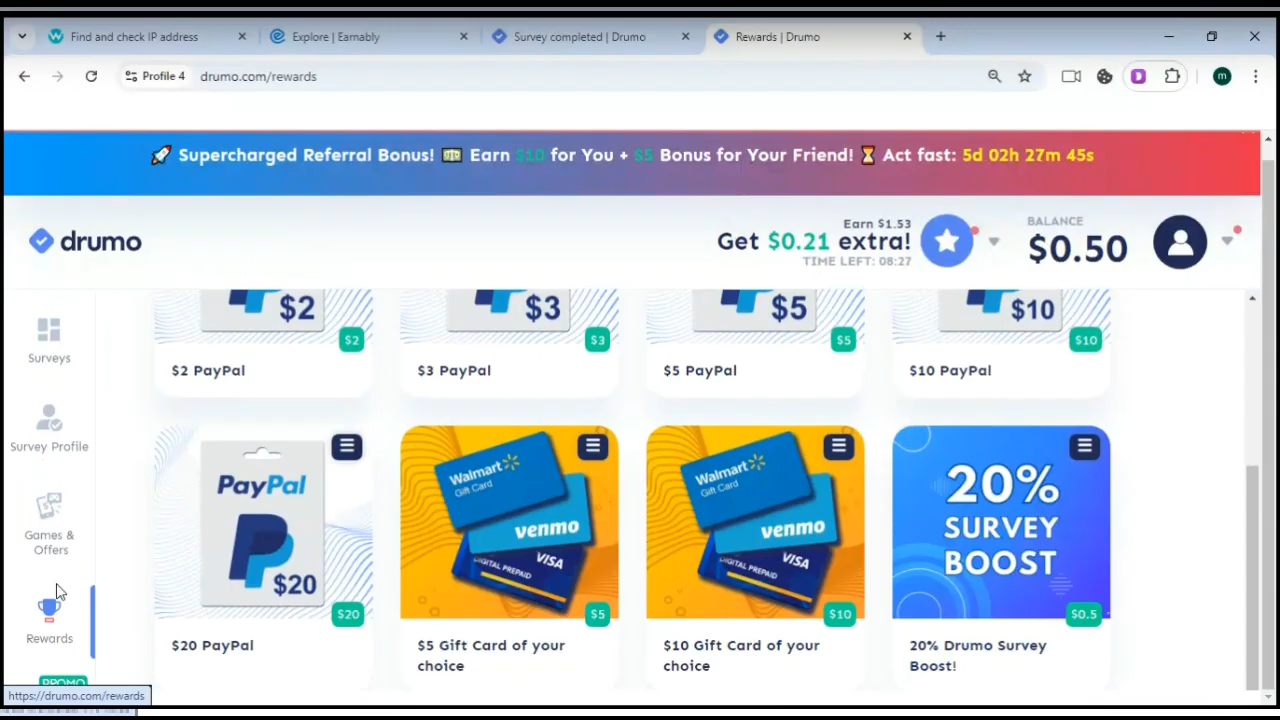 Find and check IP address
Explore | Earnably
Survey completed | Drumo
Rewards | Drumo
Profile 4
drumo.com/rewards
m
🚀 Supercharged Referral Bonus! 💵 Earn $10 for You + $5 Bonus for Your Friend! ⏳ Act fast: 5d 02h 27m 45s
drumo
Earn $1.53
Get $0.21 extra!
TIME LEFT: 08:27
BALANCE
$0.50
Surveys
Survey Profile
Games &
Offers
Rewards
PROMO
$2
$2
$2 PayPal
$3
$3
$3 PayPal
$5
$5
$5 PayPal
$10
$10
$10 PayPal
PayPal
$20
$20
$20 PayPal
Walmart
Gift Card
venmo
VISA
DIGITAL PREPAID
$5
$5 Gift Card of your
choice
Walmart
Gift Card
venmo
VISA
DIGITAL PREPAID
$10
$10 Gift Card of your
choice
20%
SURVEY
BOOST
$0.5
20% Drumo Survey
Boost!
https://drumo.com/rewards